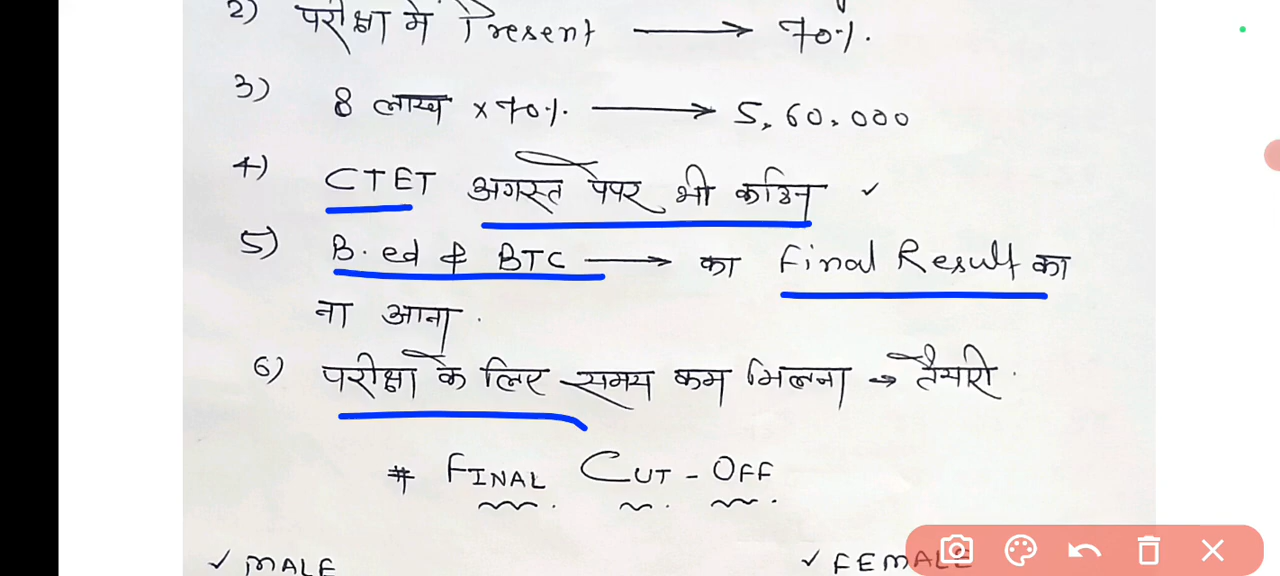 2) परीक्षा में Present → 70%.
3) 8 लाख x 70% → 5,60,000
4) CTET अगस्त पेपर भी कठिन ✓
5) B.ed & BTC → का Final Result का
ना आना.
6) परीक्षा के लिए समय कम मिलना → तैयारी.
# FINAL CUT-OFF
✓ MALE ✓ FEMALE